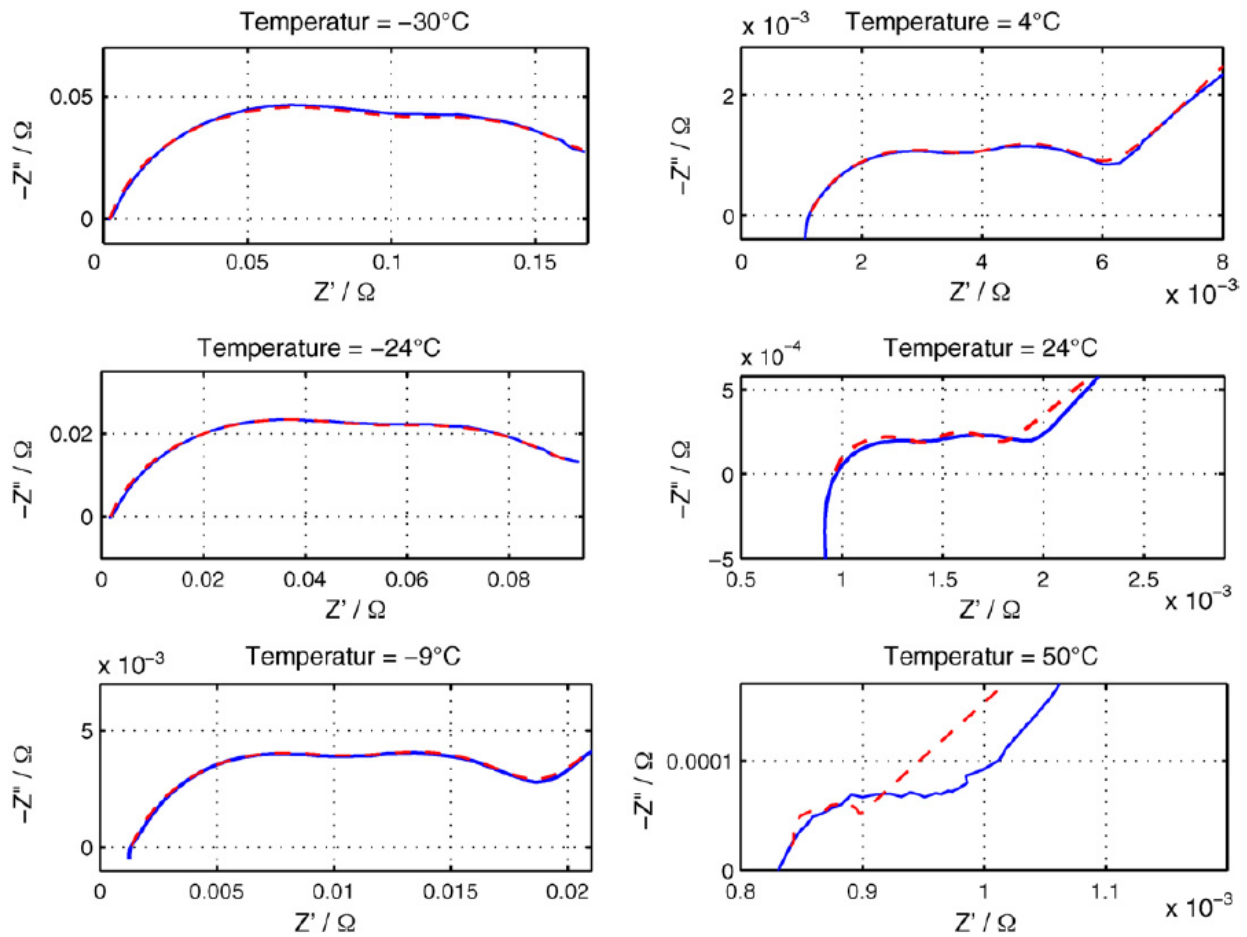 Temperatur = −30°C
0.05
0
−Z'' / Ω
0 0.05 0.1 0.15
Z' / Ω
Temperature = 4°C
x 10⁻³
2
0
−Z'' / Ω
0 2 4 6 8
Z' / Ω
x 10⁻³
Temperature = −24°C
0.02
0
−Z'' / Ω
0 0.02 0.04 0.06 0.08
Z' / Ω
Temperatur = 24°C
x 10⁻⁴
5
0
−5
−Z'' / Ω
0.5 1 1.5 2 2.5
Z' / Ω
x 10⁻³
Temperatur = −9°C
x 10⁻³
5
0
−Z'' / Ω
0 0.005 0.01 0.015 0.02
Z' / Ω
Temperatur = 50°C
0.0001
0
−Z'' / Ω
0.8 0.9 1 1.1
Z' / Ω
x 10⁻³